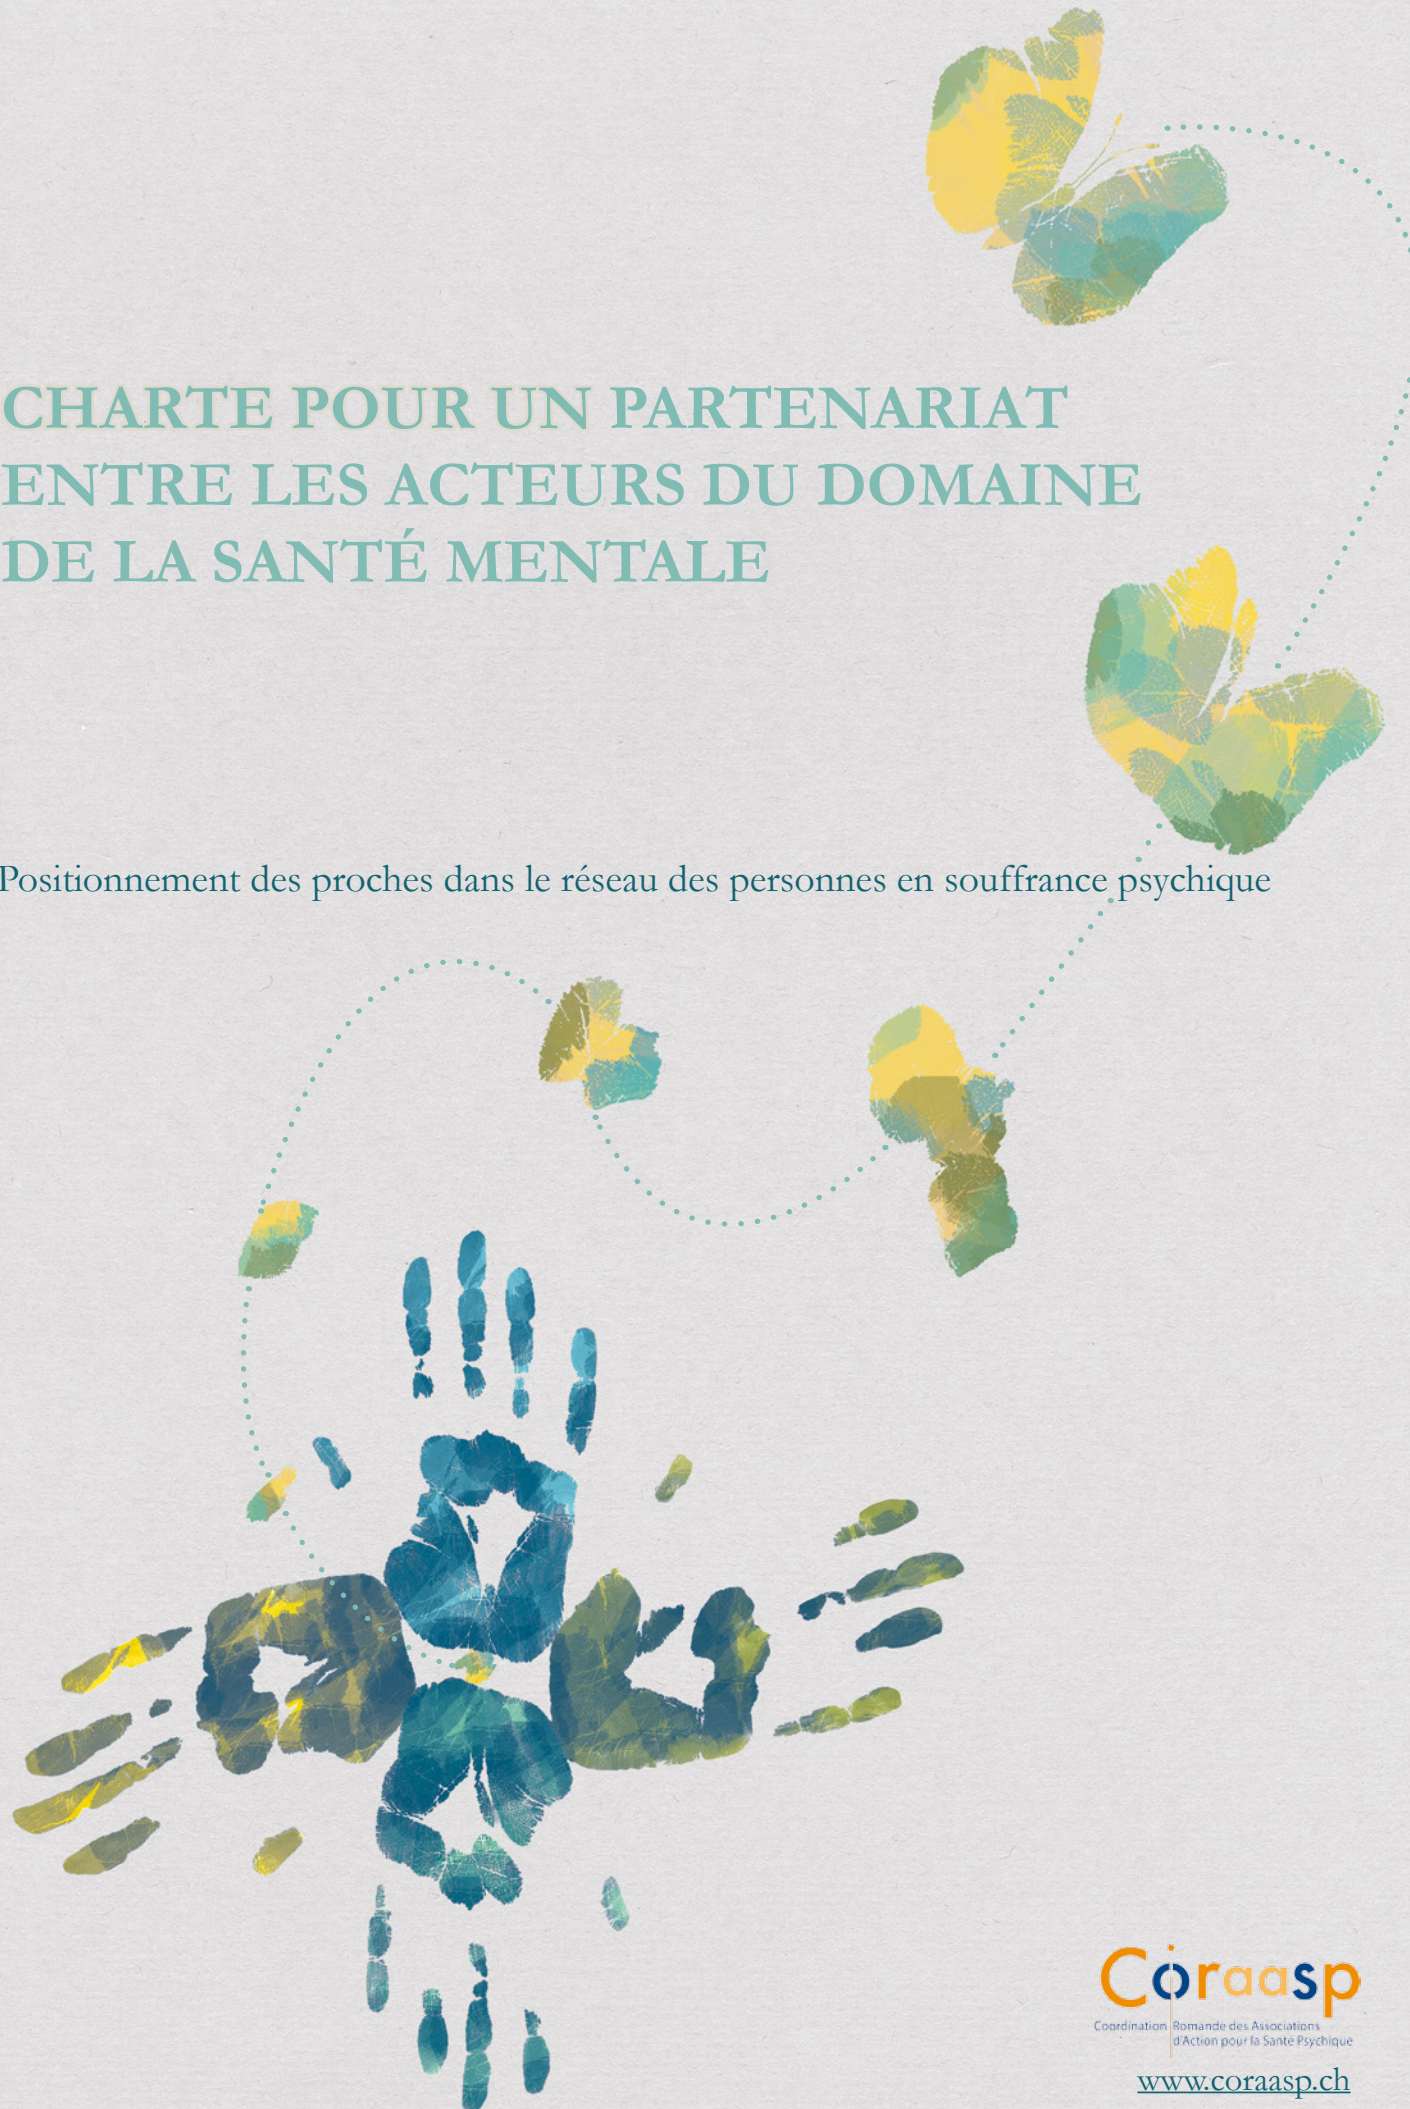 CHARTE POUR UN PARTENARIAT
ENTRE LES ACTEURS DU DOMAINE
DE LA SANTÉ MENTALE
Positionnement des proches dans le réseau des personnes en souffrance psychique
Coraasp
Coordination Romande des Associations
d'Action pour la Santé Psychique
www.coraasp.ch